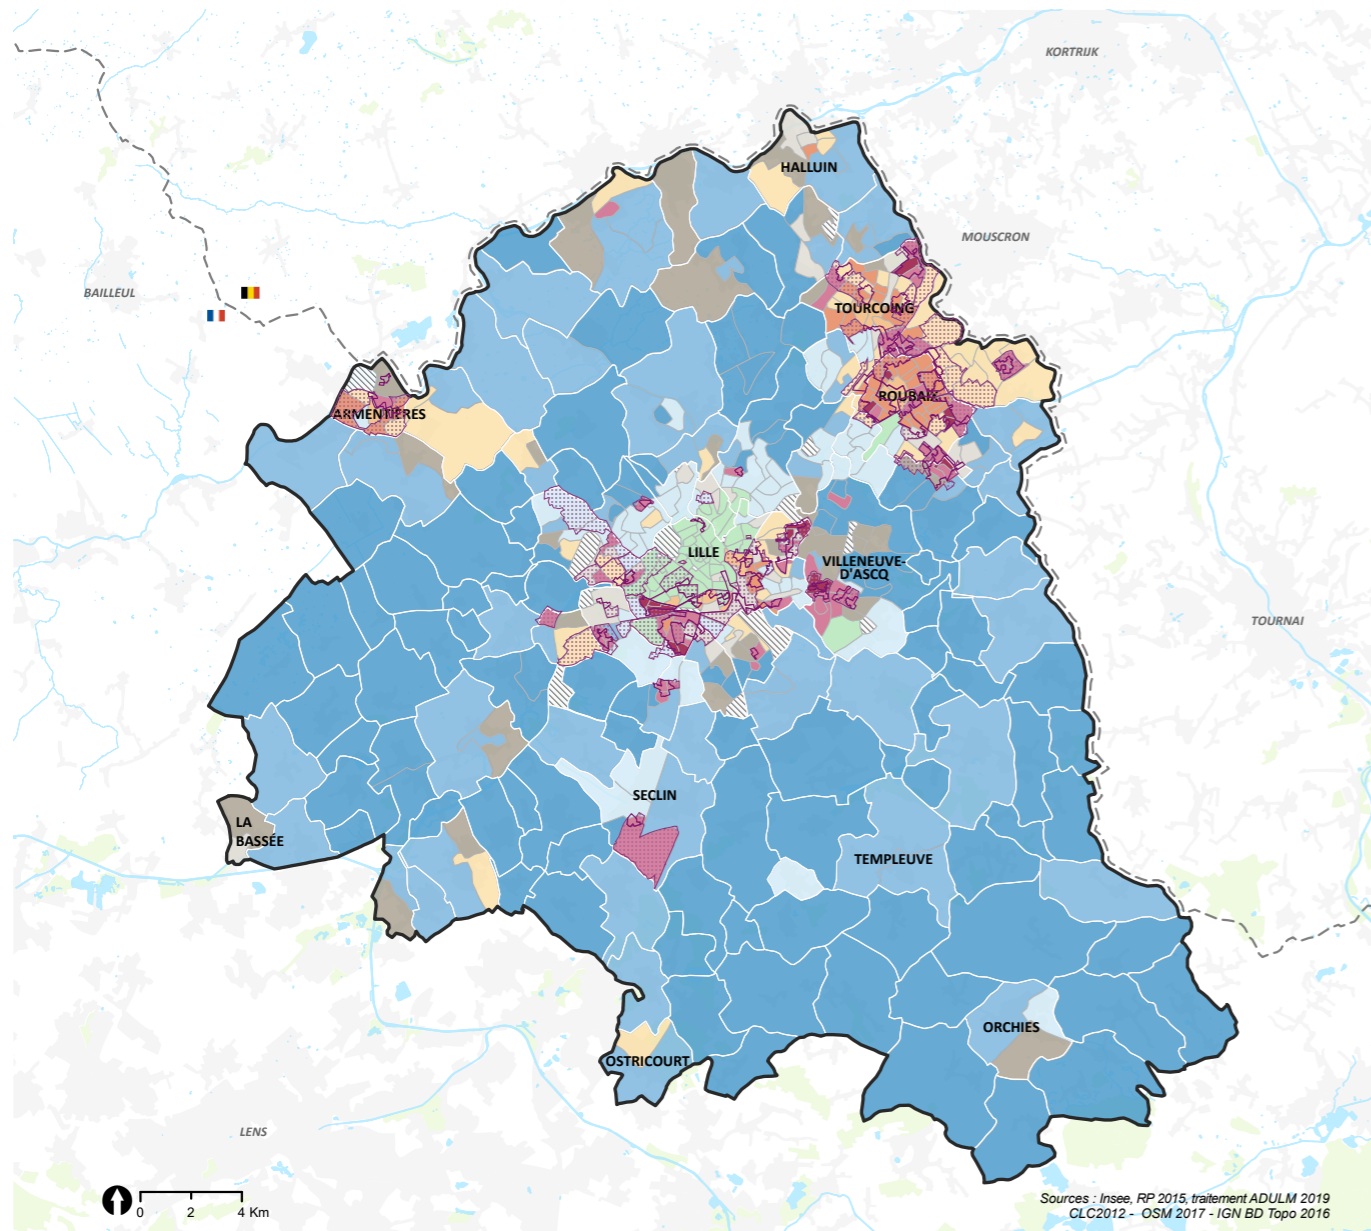 KORTRIJK
HALLUIN
MOUSCRON
BAILLEUL
TOURCOING
ROUBAIX
ARMENTIÈRES
LILLE
VILLENEUVE-
D'ASCQ
TOURNAI
SECLIN
LA
BASSÉE
TEMPLEUVE
ORCHIES
OSTRICOURT
LENS
0 2 4 Km
Sources : Insee, RP 2015, traitement ADULM 2019
CLC2012 - OSM 2017 - IGN BD Topo 2016